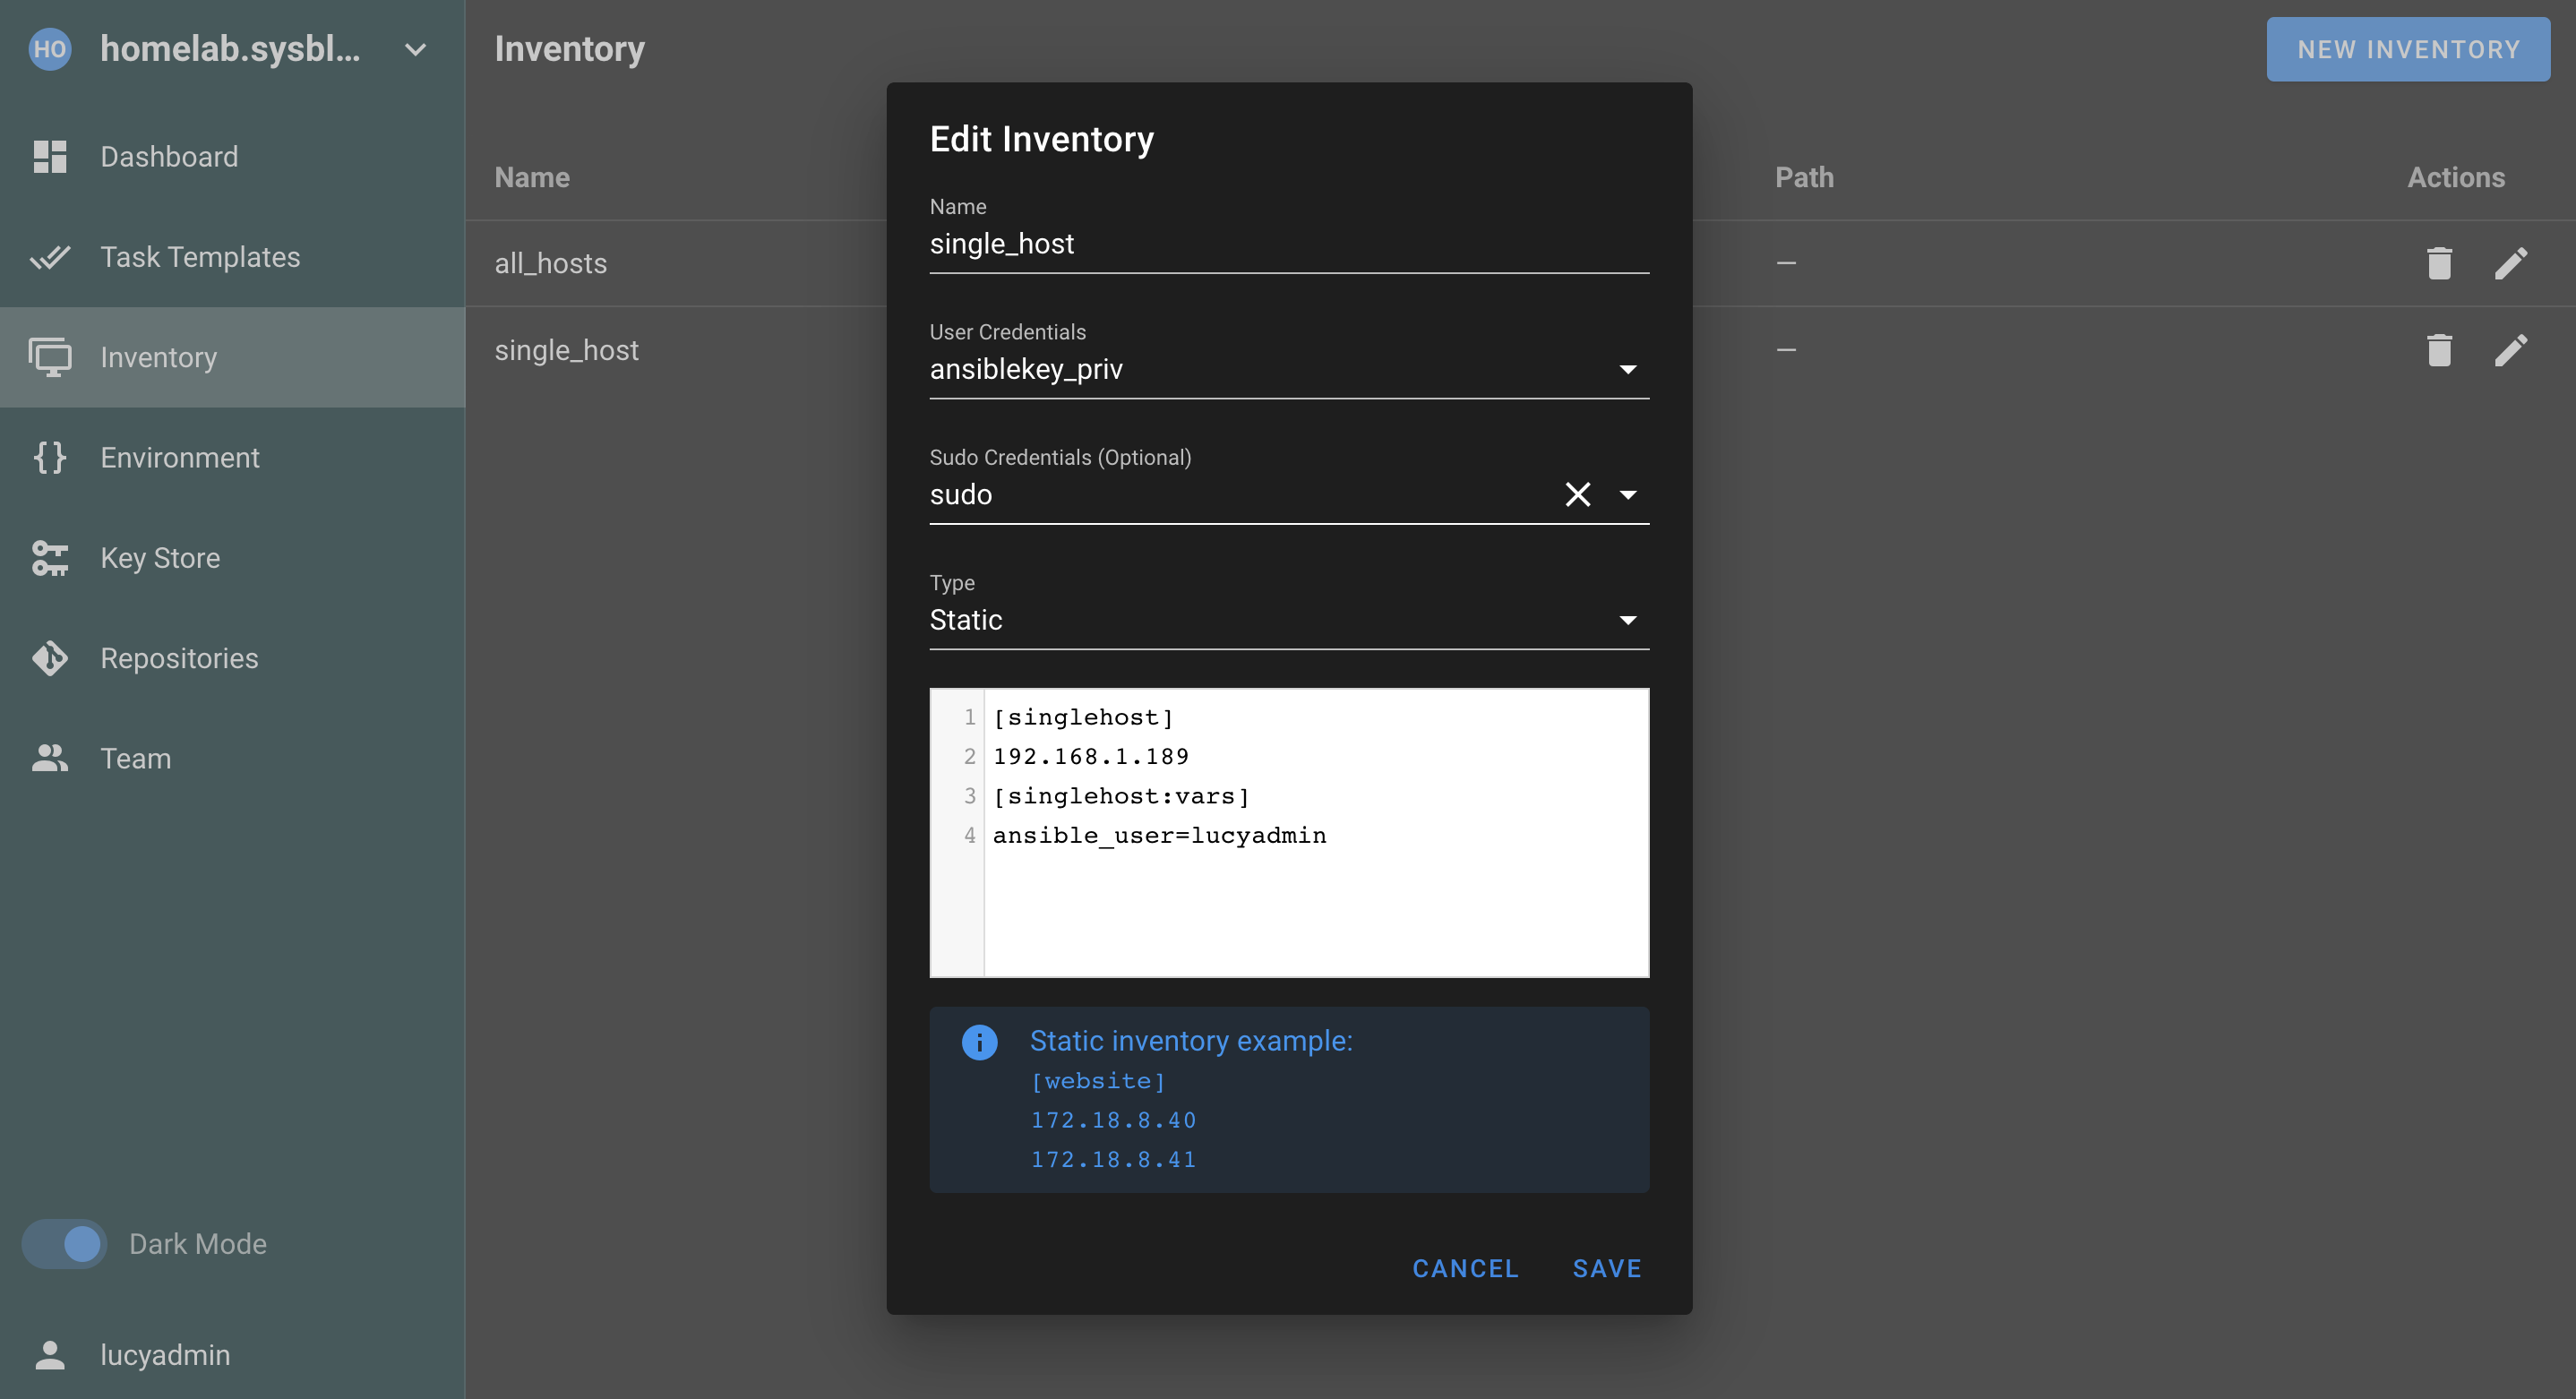 HO homelab.sysbl...
Dashboard
Task Templates
Inventory
Environment
Key Store
Repositories
Team
Dark Mode
lucyadmin
Inventory
NEW INVENTORY
Name Path Actions
all_hosts —
single_host —
Edit Inventory
Name
single_host
User Credentials
ansiblekey_priv
Sudo Credentials (Optional)
sudo
Type
Static
1 [singlehost]
2 192.168.1.189
3 [singlehost:vars]
4 ansible_user=lucyadmin
Static inventory example:
[website]
172.18.8.40
172.18.8.41
CANCEL SAVE